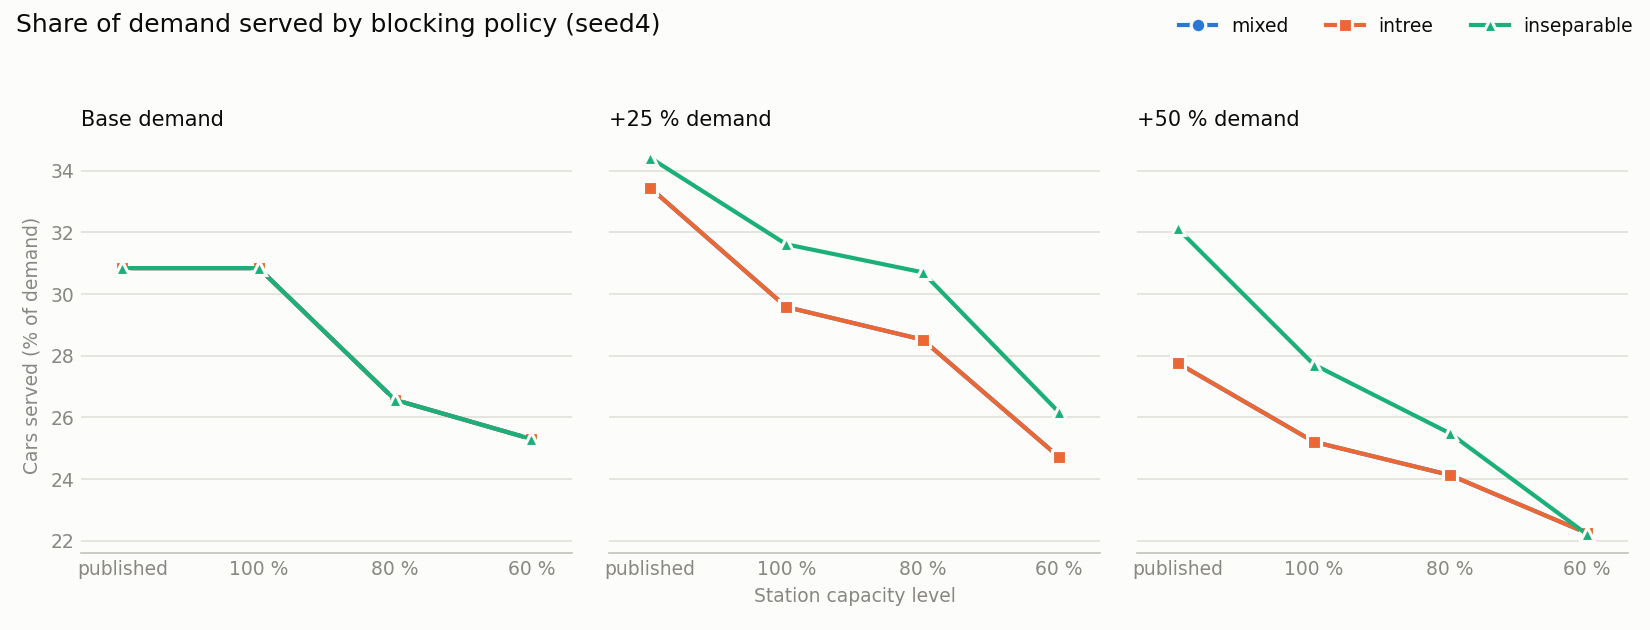 Share of demand served by blocking policy (seed4)
mixed intree inseparable
Base demand
+25 % demand
+50 % demand
Cars served (% of demand)
34
32
30
28
26
24
22
published 100 % 80 % 60 %
published 100 % 80 % 60 %
published 100 % 80 % 60 %
Station capacity level